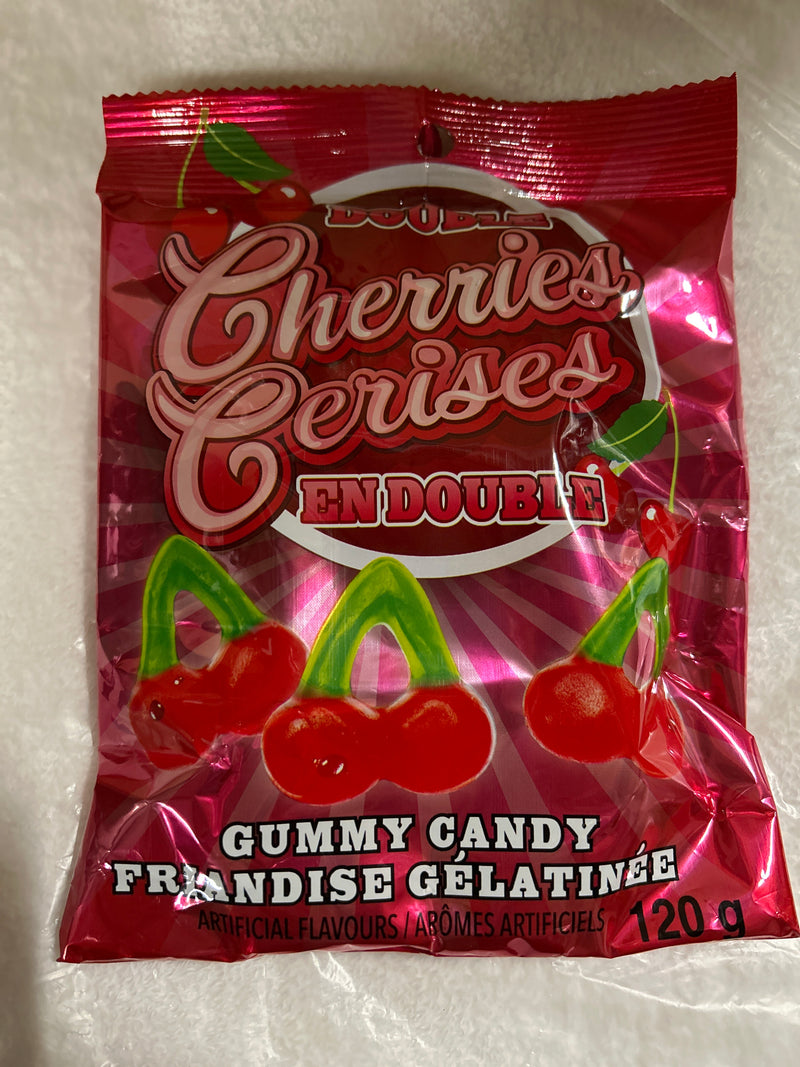 DOUBLE
Cherries
Cerises
EN DOUBLE
GUMMY CANDY
FRIANDISE GÉLATINÉE
ARTIFICIAL FLAVOURS / ARÔMES ARTIFICIELS 120 g